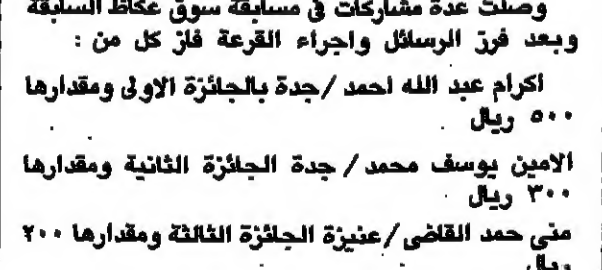 وصلت عدة مشاركات في مسابقة سوق عكاظ السابقة
وبعد فرز الرسائل واجراء القرعة فاز كل من :
اكرام عبد الله احمد / جدة بالجائزة الاولى ومقدارها
٥٠٠ ريال
الامين يوسف محمد / جدة الجائزة الثانية ومقدارها
٣٠٠ ريال
منى حمد القاضى / عنيزة الجائزة الثالثة ومقدارها ٢٠٠
ريال